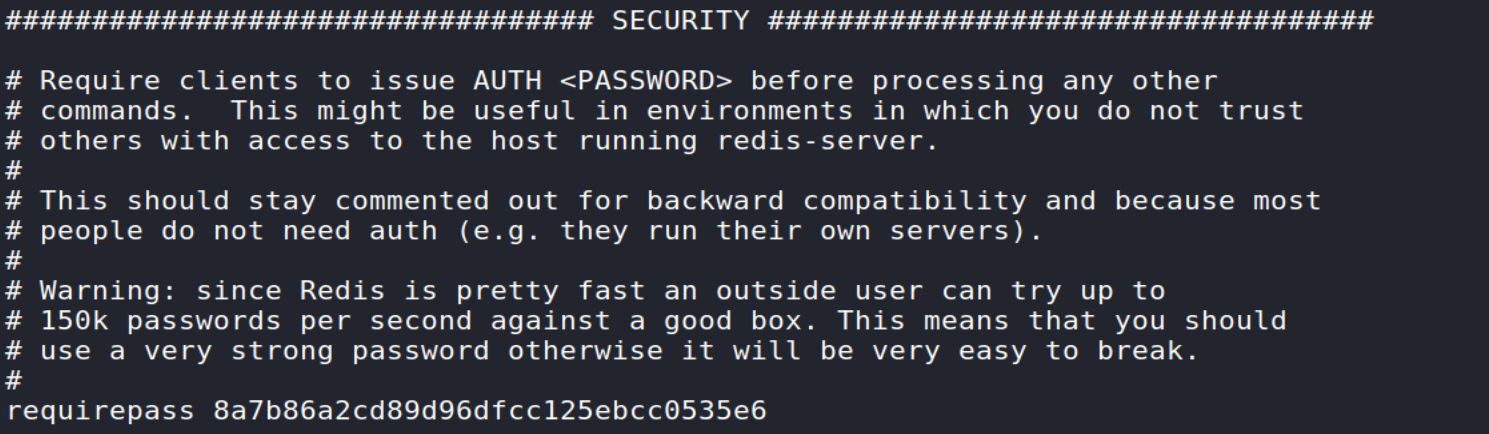 ################################## SECURITY ###################################
# Require clients to issue AUTH <PASSWORD> before processing any other
# commands.  This might be useful in environments in which you do not trust
# others with access to the host running redis-server.
#
# This should stay commented out for backward compatibility and because most
# people do not need auth (e.g. they run their own servers).
#
# Warning: since Redis is pretty fast an outside user can try up to
# 150k passwords per second against a good box. This means that you should
# use a very strong password otherwise it will be very easy to break.
#
requirepass 8a7b86a2cd89d96dfcc125ebcc0535e6